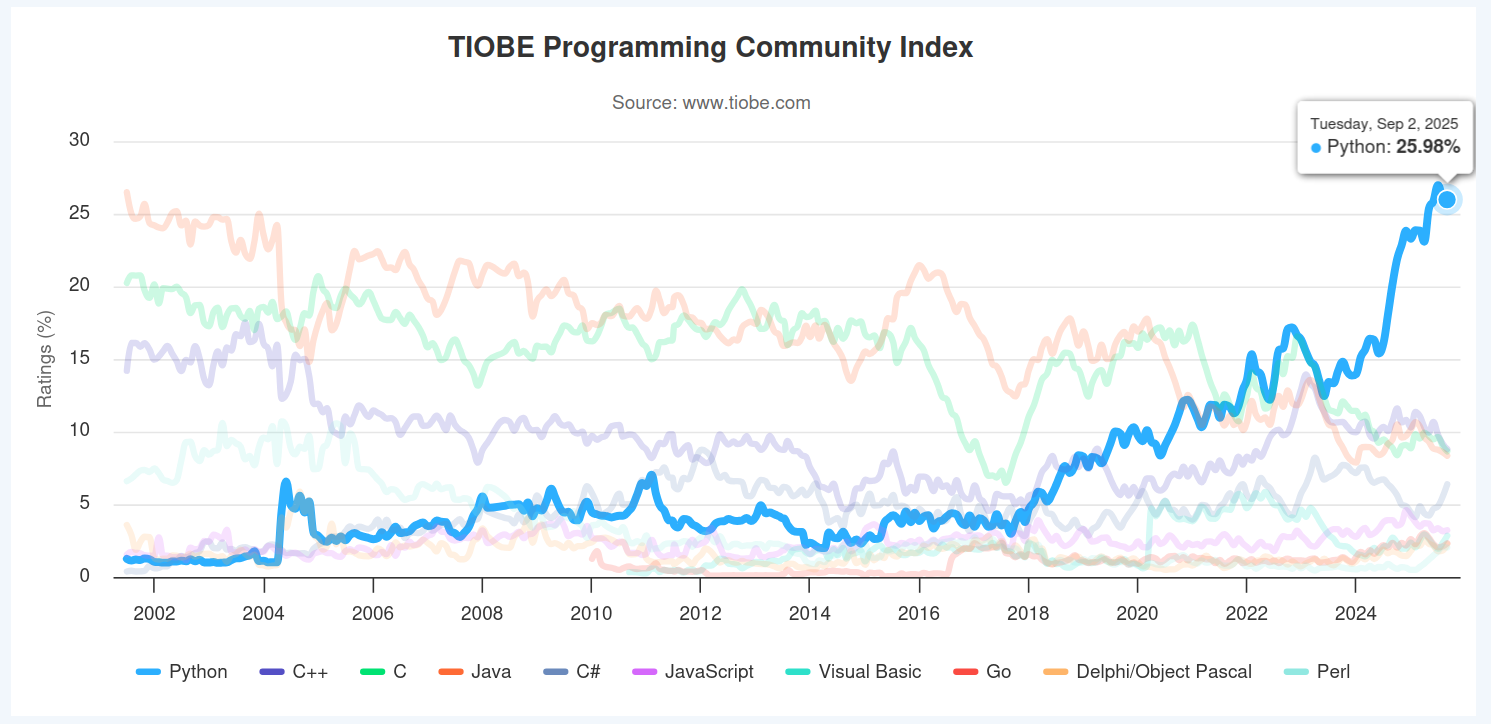 TIOBE Programming Community Index
Source: www.tiobe.com
Tuesday, Sep 2, 2025
Python: 25.98%
Ratings (%)
30
25
20
15
10
5
0
2002 2004 2006 2008 2010 2012 2014 2016 2018 2020 2022 2024
Python C++ C Java C# JavaScript Visual Basic Go Delphi/Object Pascal Perl